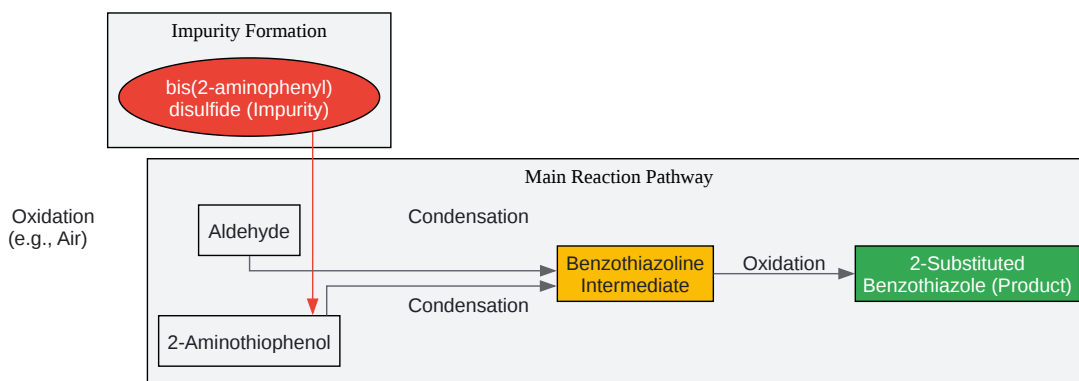 Impurity Formation
bis(2-aminophenyl)
disulfide (Impurity)
Main Reaction Pathway
Oxidation
(e.g., Air)
Aldehyde
Condensation
Benzothiazoline
Intermediate
Oxidation
2-Substituted
Benzothiazole (Product)
Condensation
2-Aminothiophenol